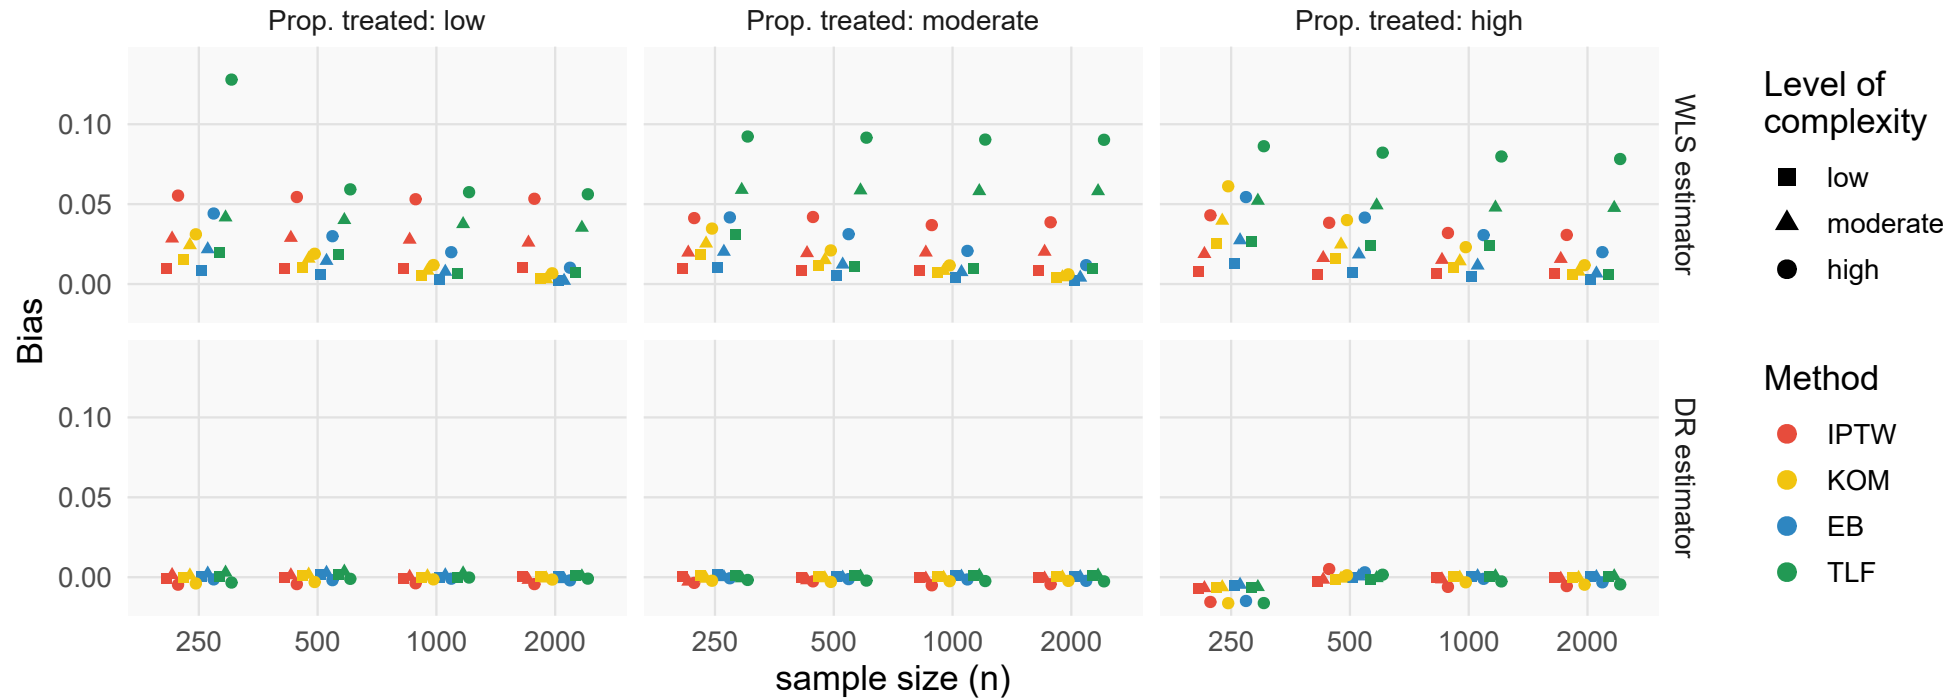 Prop. treated: low
Prop. treated: moderate
Prop. treated: high
0.10
0.05
0.00
WLS estimator
Bias
0.10
0.05
0.00
DR estimator
250 500 1000 2000
250 500 1000 2000
250 500 1000 2000
sample size (n)
Level of
complexity
low
moderate
high
Method
IPTW
KOM
EB
TLF